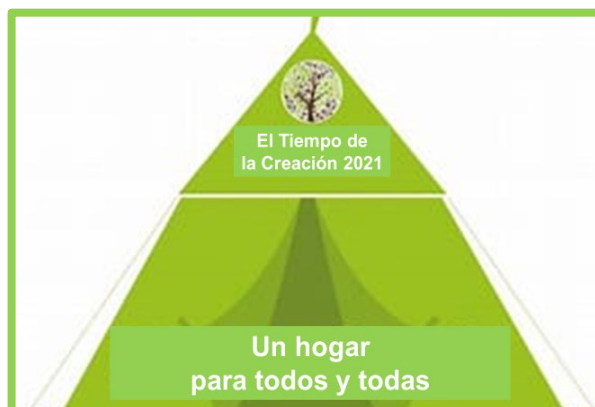 El Tiempo de
la Creación 2021
Un hogar
para todos y todas